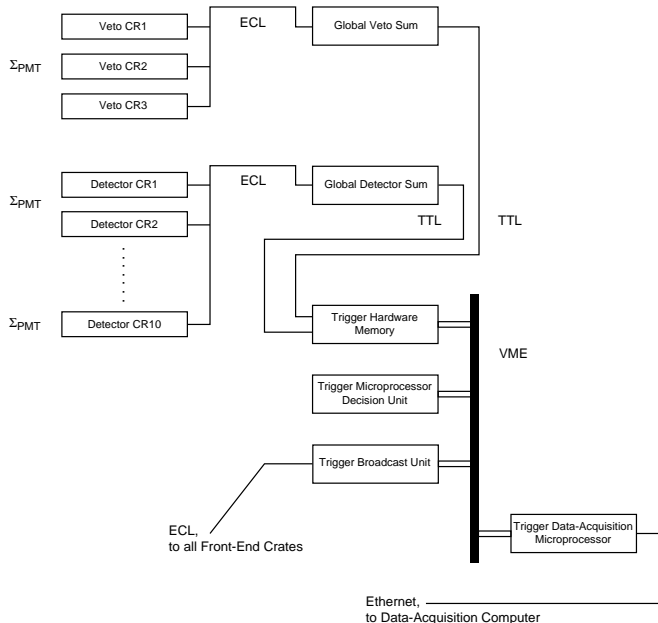 Veto CR1
ECL
Global Veto Sum
ΣPMT
Veto CR2
Veto CR3
Detector CR1
ECL
Global Detector Sum
ΣPMT
Detector CR2
TTL
TTL
ΣPMT
Detector CR10
Trigger Hardware
Memory
VME
Trigger Microprocessor
Decision Unit
Trigger Broadcast Unit
ECL,
to all Front-End Crates
Trigger Data-Acquisition
Microprocessor
Ethernet,
to Data-Acquisition Computer